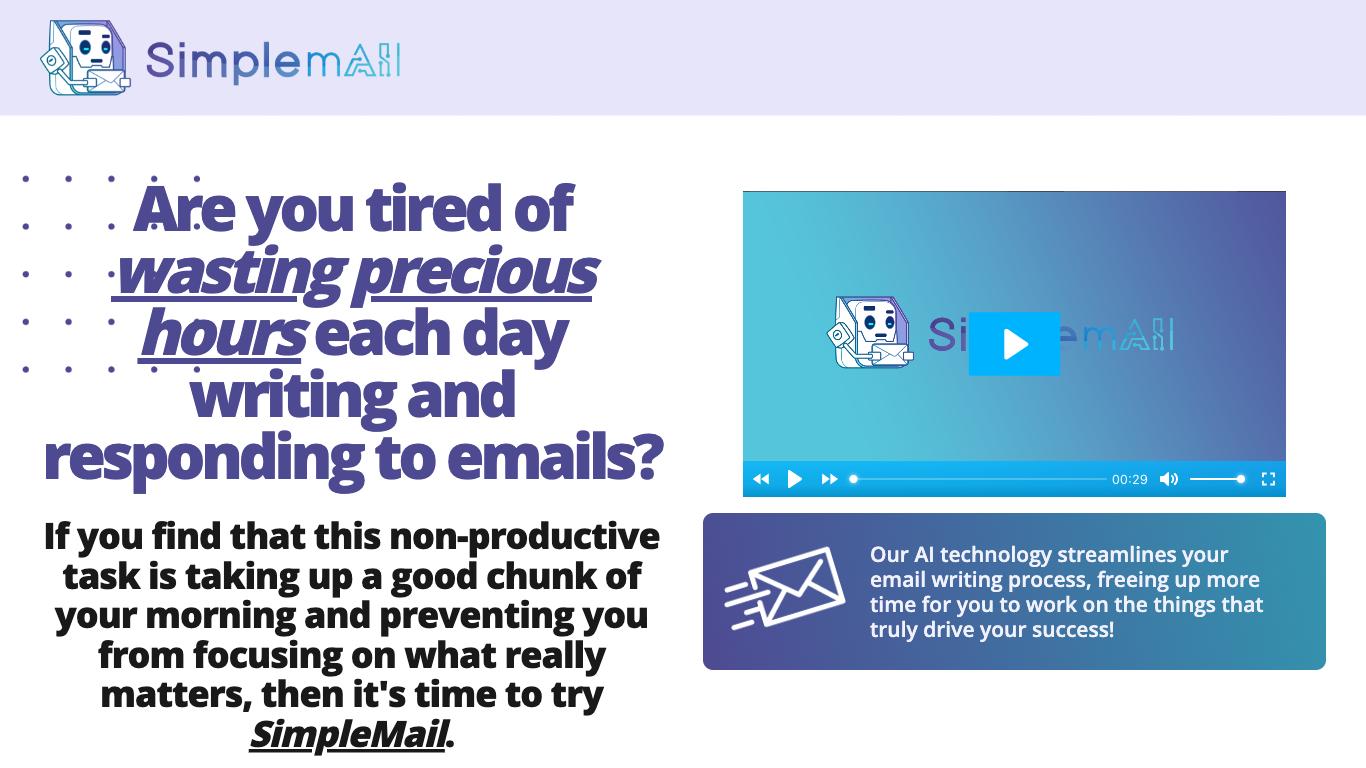 SimplemAIl
Are you tired of
wasting precious
hours each day
writing and
responding to emails?
If you find that this non-productive
task is taking up a good chunk of
your morning and preventing you
from focusing on what really
matters, then it's time to try
SimpleMail.
Si emAIl
00:29
Our AI technology streamlines your
email writing process, freeing up more
time for you to work on the things that
truly drive your success!